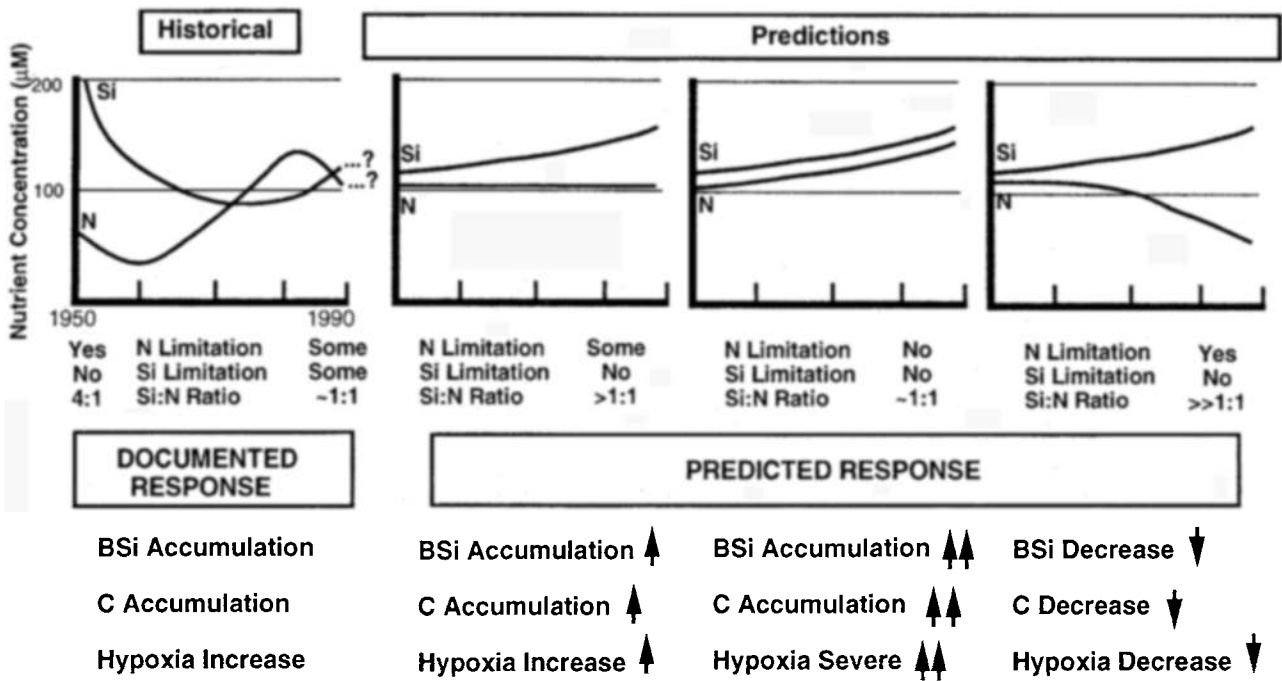 Historical
Predictions
Nutrient Concentration (μM)
200
100
Si
N
...?
...?
1950
1990
Si
N
Si
N
Si
N
Yes N Limitation Some
No Si Limitation Some
4:1 Si:N Ratio ~1:1
N Limitation Some
Si Limitation No
Si:N Ratio >1:1
N Limitation No
Si Limitation No
Si:N Ratio ~1:1
N Limitation Yes
Si Limitation No
Si:N Ratio >>1:1
DOCUMENTED
RESPONSE
PREDICTED RESPONSE
BSi Accumulation
C Accumulation
Hypoxia Increase
BSi Accumulation
C Accumulation
Hypoxia Increase
BSi Accumulation
C Accumulation
Hypoxia Severe
BSi Decrease
C Decrease
Hypoxia Decrease